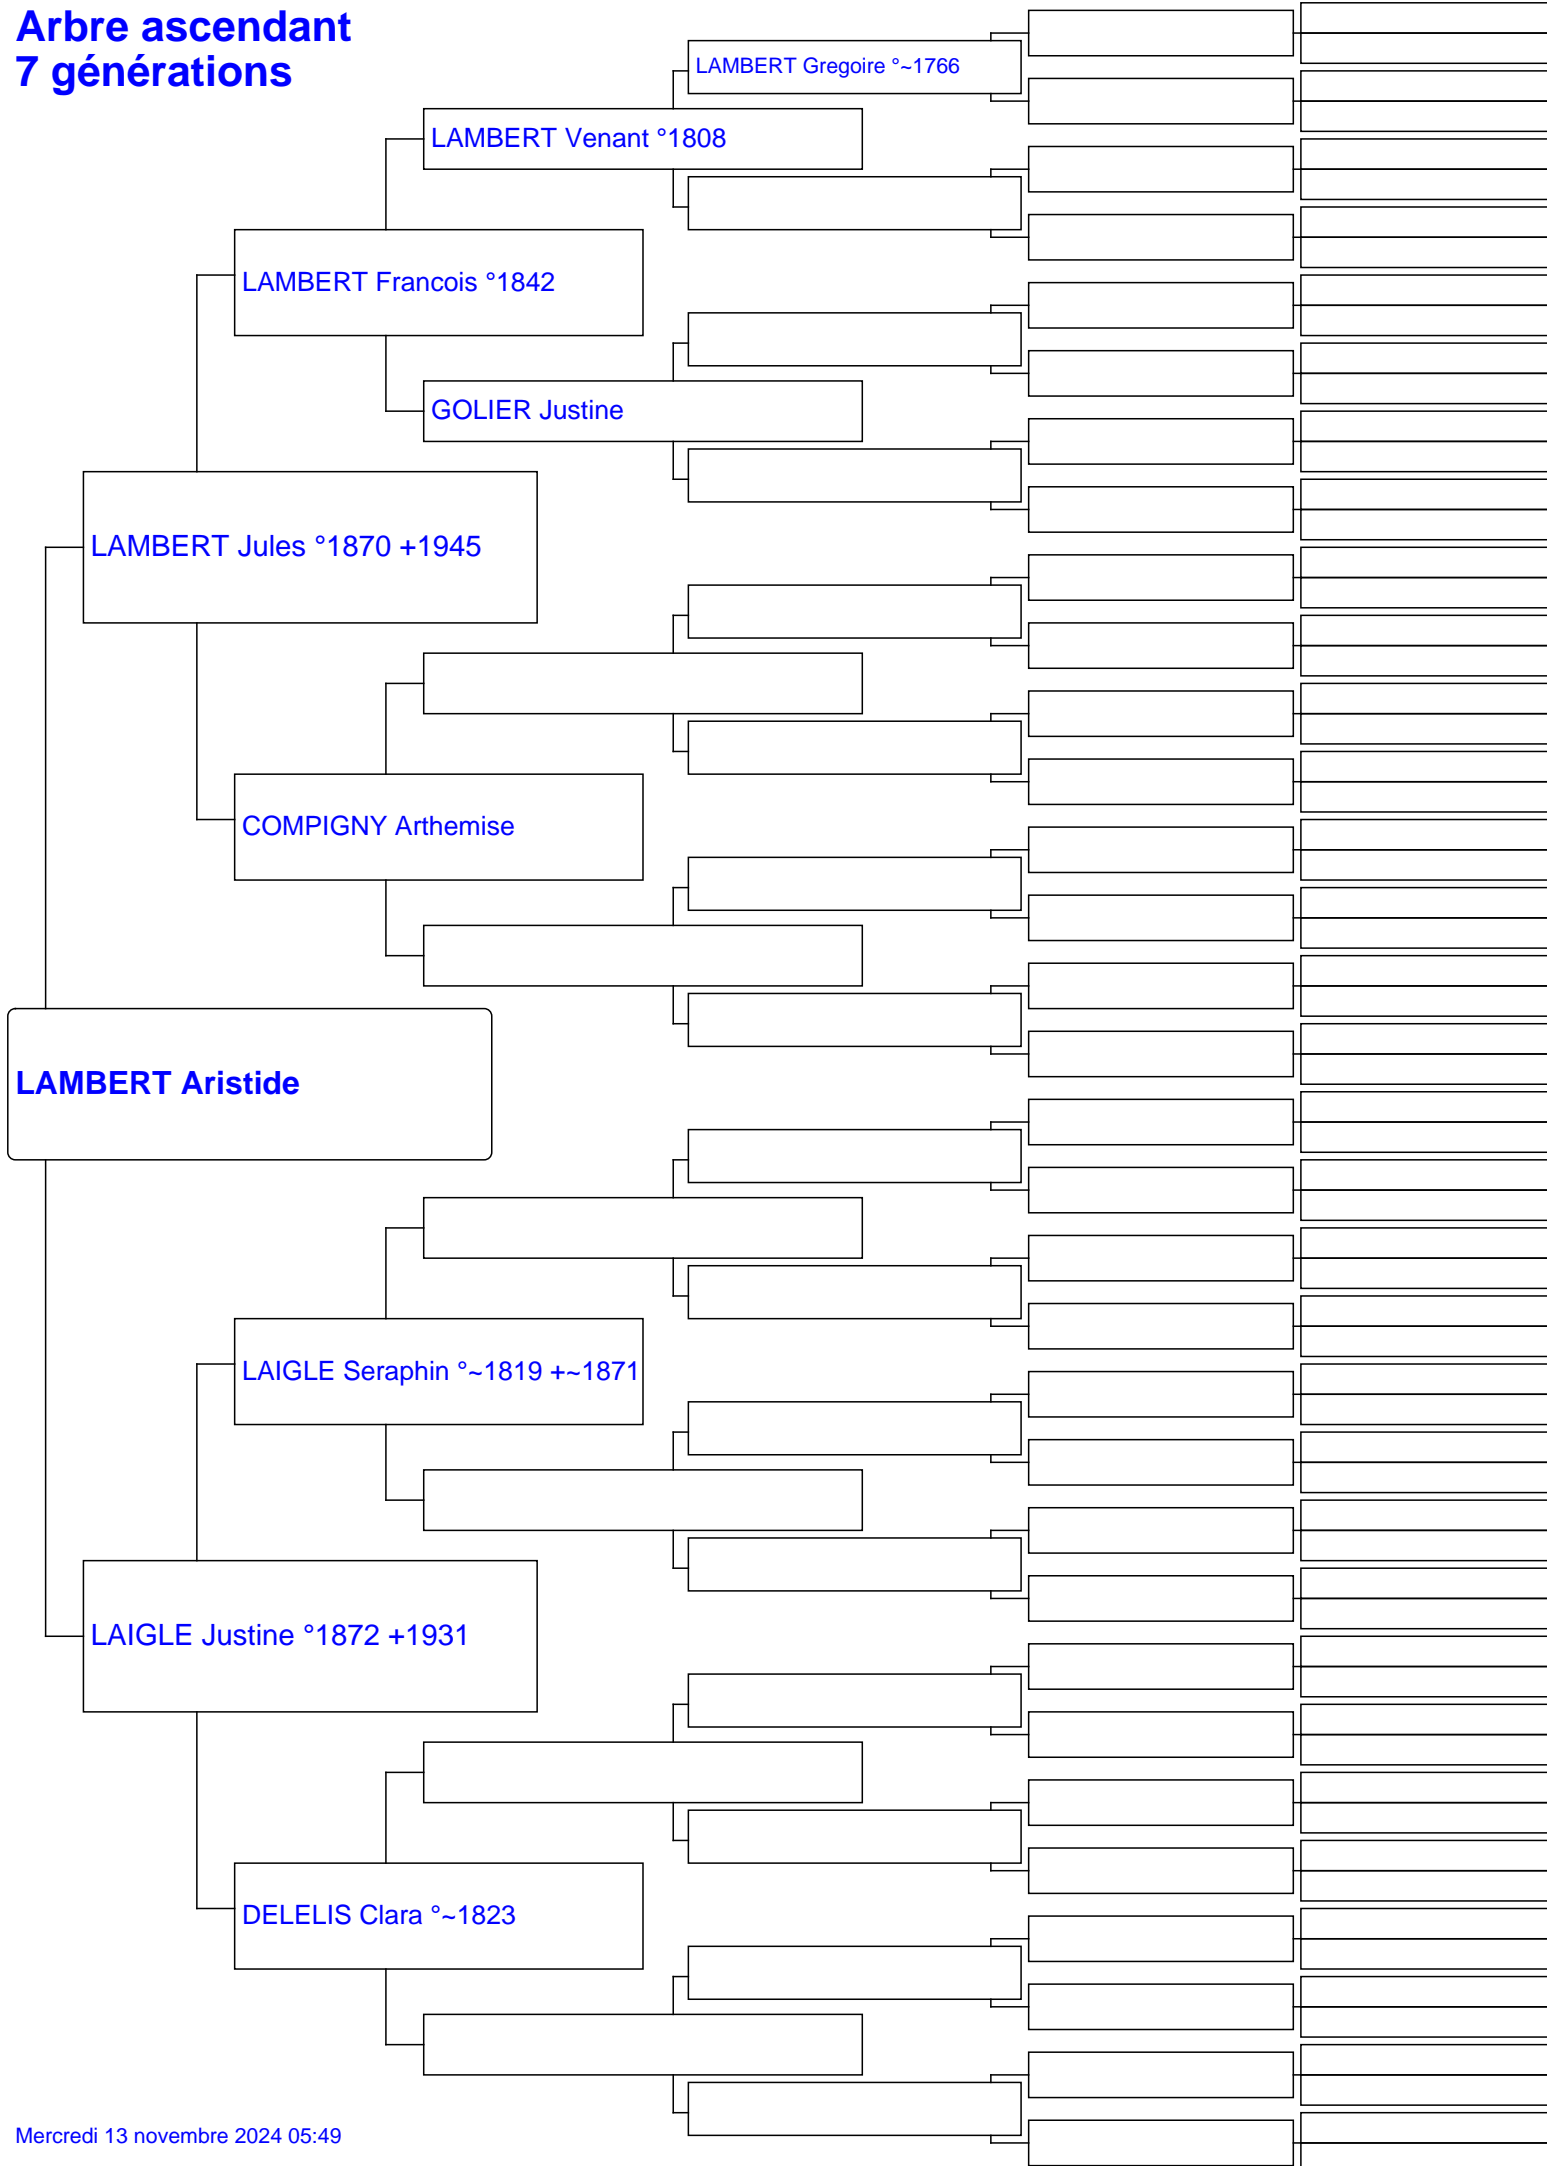 Arbre ascendant
7 générations
LAMBERT Gregoire °~1766
LAMBERT Venant °1808
LAMBERT Francois °1842
GOLIER Justine
LAMBERT Jules °1870 +1945
COMPIGNY Arthemise
LAMBERT Aristide
LAIGLE Seraphin °~1819 +~1871
LAIGLE Justine °1872 +1931
DELELIS Clara °~1823
Mercredi 13 novembre 2024 05:49